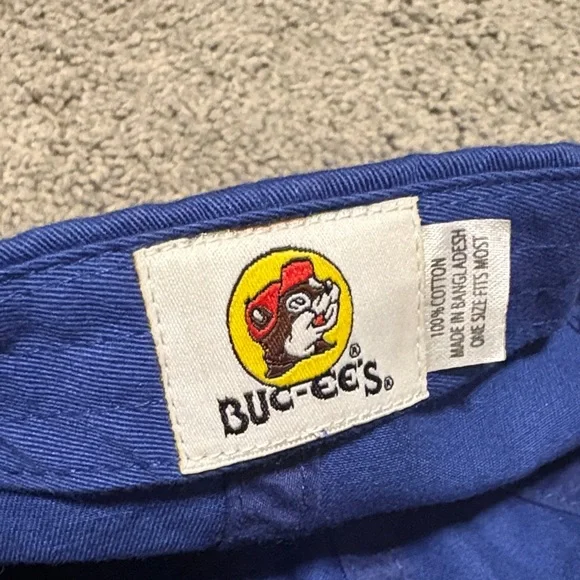 BUC-EE'S®
®
100% COTTON
MADE IN BANGLADESH
ONE SIZE FITS MOST